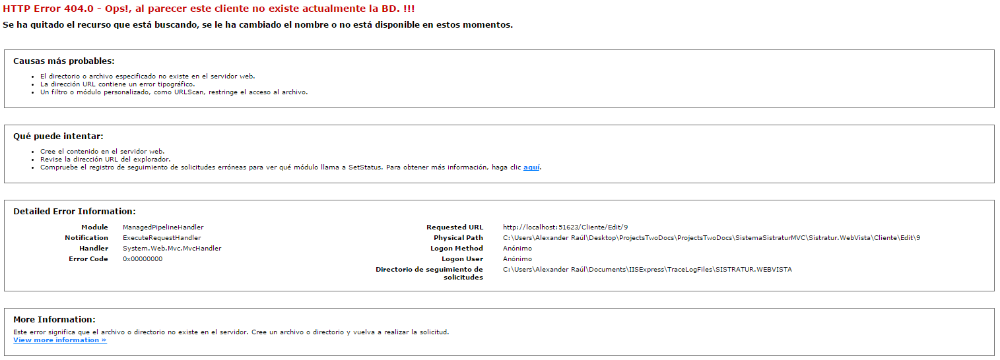 HTTP Error 404.0 - Ops!, al parecer este cliente no existe actualmente la BD. !!!
Se ha quitado el recurso que está buscando, se le ha cambiado el nombre o no está disponible en estos momentos.
Causas más probables:
• El directorio o archivo especificado no existe en el servidor web.
• La dirección URL contiene un error tipográfico.
• Un filtro o módulo personalizado, como URLScan, restringe el acceso al archivo.
Qué puede intentar:
• Cree el contenido en el servidor web.
• Revise la dirección URL del explorador.
• Compruebe el registro de seguimiento de solicitudes erróneas para ver qué módulo llama a SetStatus. Para obtener más información, haga clic aquí.
Detailed Error Information:
Module ManagedPipelineHandler
Notification ExecuteRequestHandler
Handler System.Web.Mvc.MvcHandler
Error Code 0x00000000
Requested URL http://localhost:51623/Cliente/Edit/9
Physical Path C:\Users\Alexander Raúl\Desktop\ProjectsTwoDocs\ProjectsTwoDocs\SistemaSistraturMVC\Sistratur.WebVista\Cliente\Edit\9
Logon Method Anónimo
Logon User Anónimo
Directorio de seguimiento de
solicitudes C:\Users\Alexander Raúl\Documents\IISExpress\TraceLogFiles\SISTRATUR.WEBVISTA
More Information:
Este error significa que el archivo o directorio no existe en el servidor. Cree un archivo o directorio y vuelva a realizar la solicitud.
View more information »